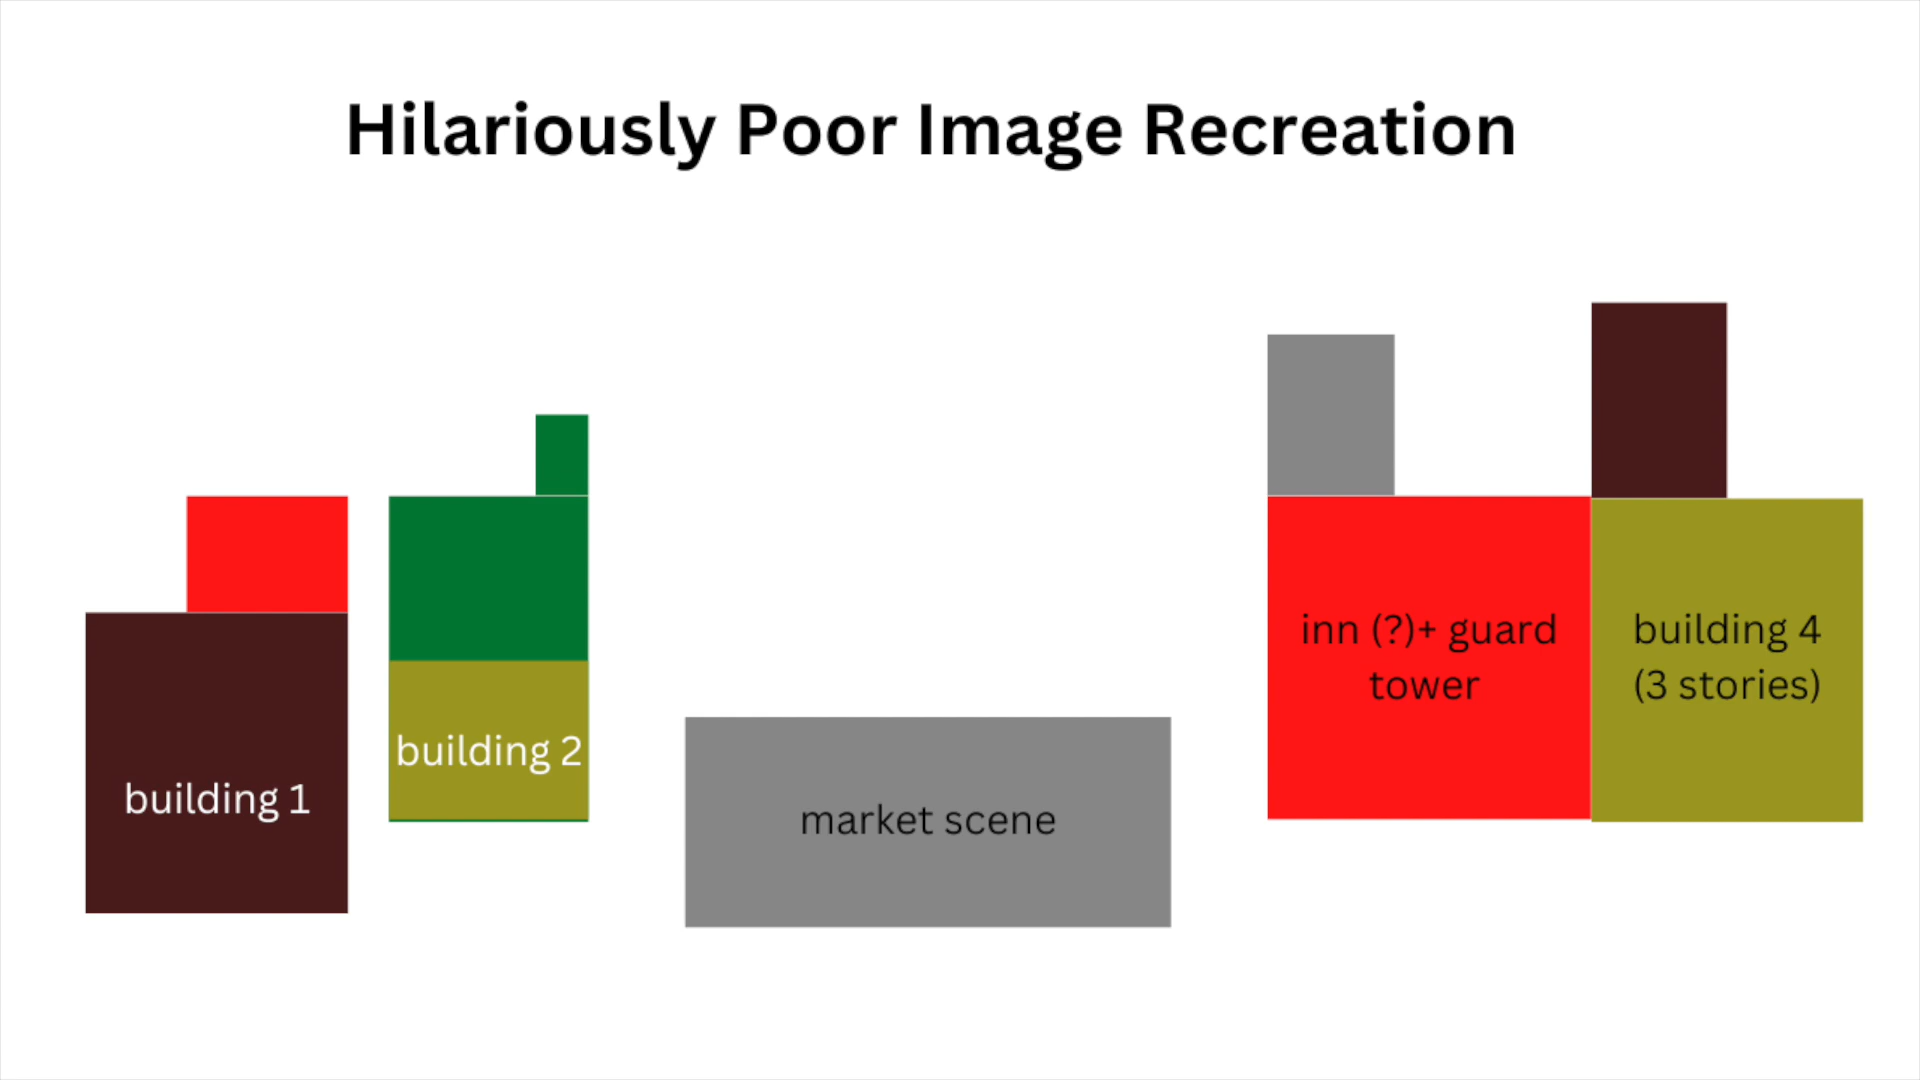 Hilariously Poor Image Recreation
building 1
building 2
market scene
inn (?)+ guard
tower
building 4
(3 stories)